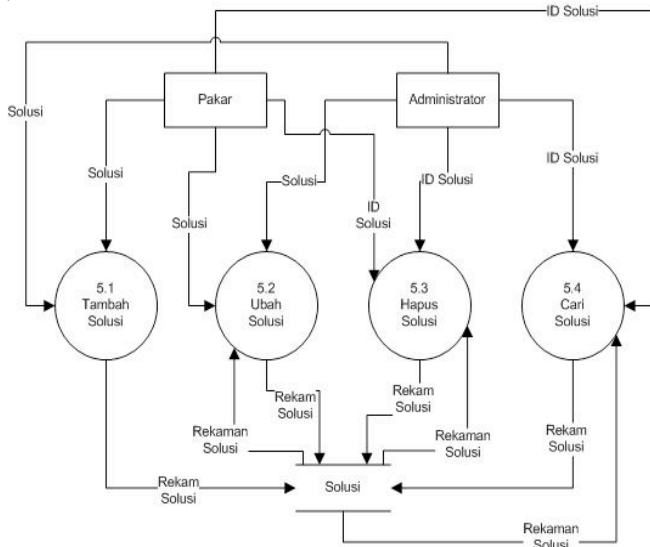 ID Solusi
Pakar
Administrator
Solusi
Solusi
Solusi
Solusi
ID
Solusi
ID Solusi
ID Solusi
5.1
Tambah
Solusi
5.2
Ubah
Solusi
5.3
Hapus
Solusi
5.4
Cari
Solusi
Rekam
Solusi
Rekam
Solusi
Rekaman
Solusi
Rekaman
Solusi
Rekam
Solusi
Rekam
Solusi
Solusi
Rekaman
Solusi